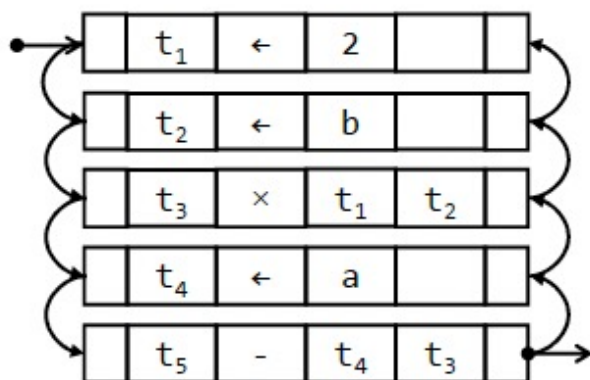 t₁ ← 2
t₂ ← b
t₃ × t₁ t₂
t₄ ← a
t₅ - t₄ t₃